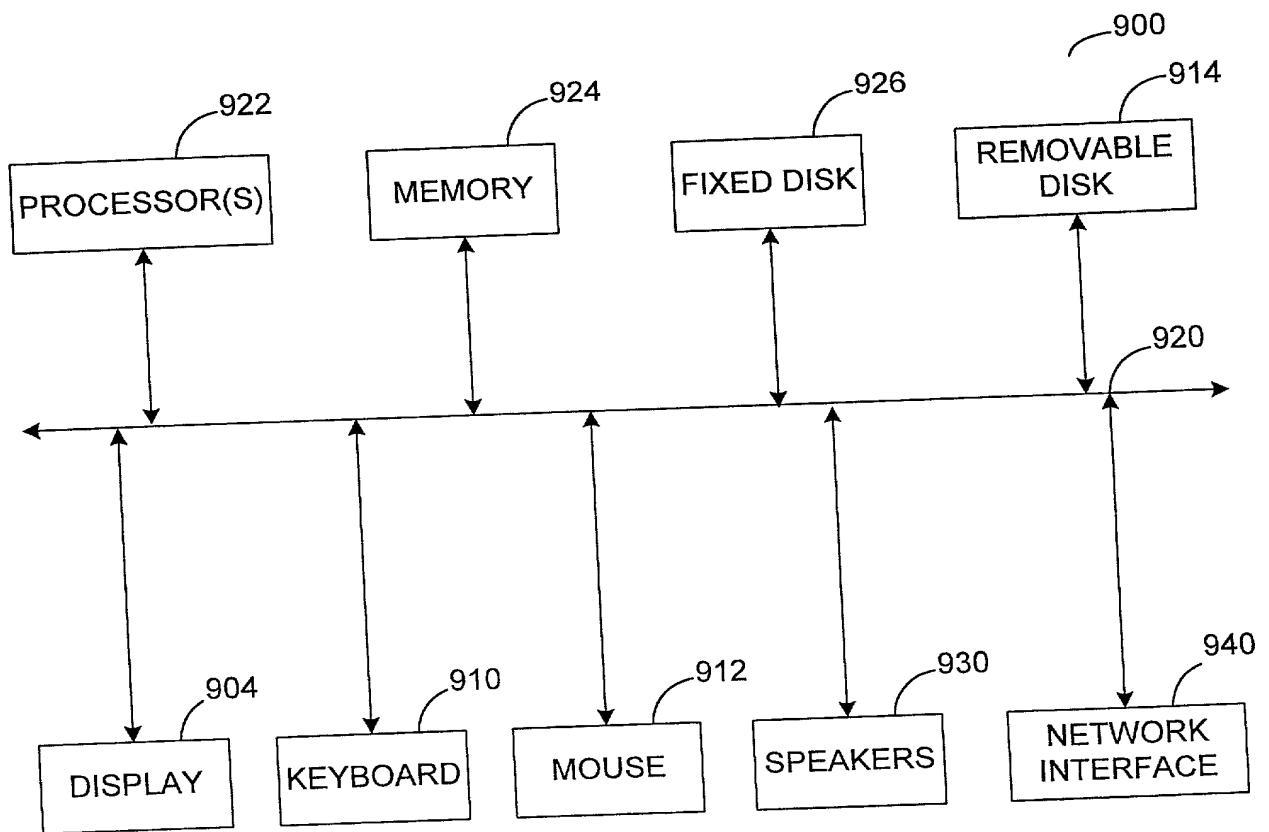 900
922
924
926
914
PROCESSOR(S)
MEMORY
FIXED DISK
REMOVABLE
DISK
920
904
910
912
930
940
DISPLAY
KEYBOARD
MOUSE
SPEAKERS
NETWORK
INTERFACE